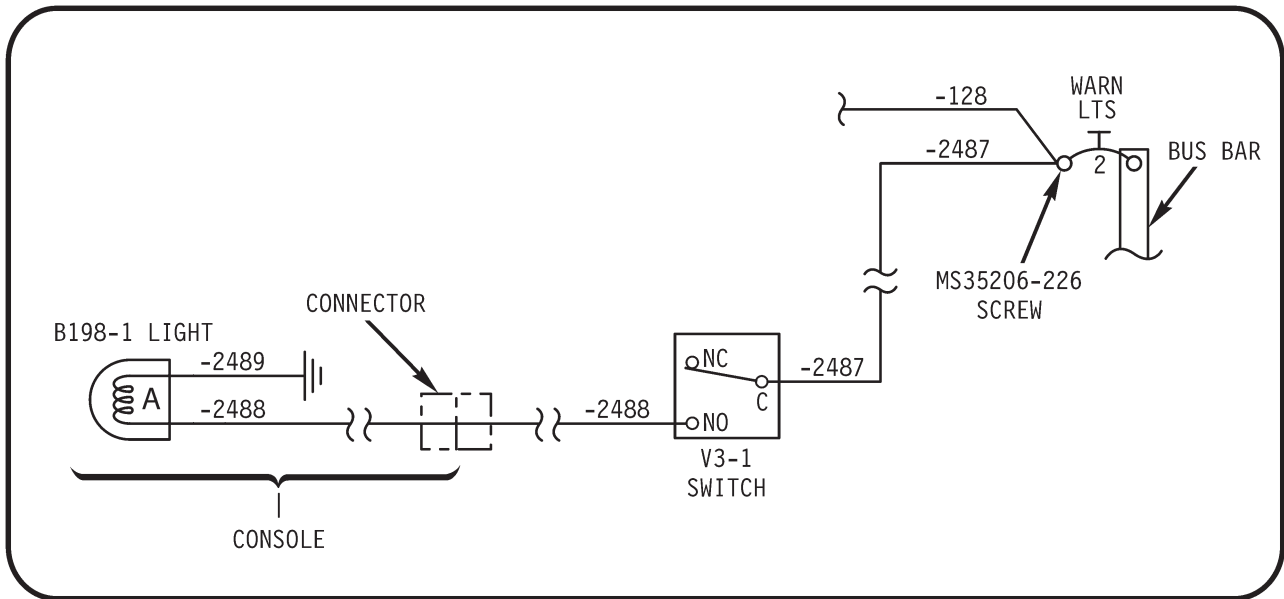 WARN
LTS
-128
-2487
2
BUS BAR
MS35206-226
SCREW
CONNECTOR
B198-1 LIGHT
-2489
A
-2488
-2488
NC
C
NO
-2487
V3-1
SWITCH
CONSOLE